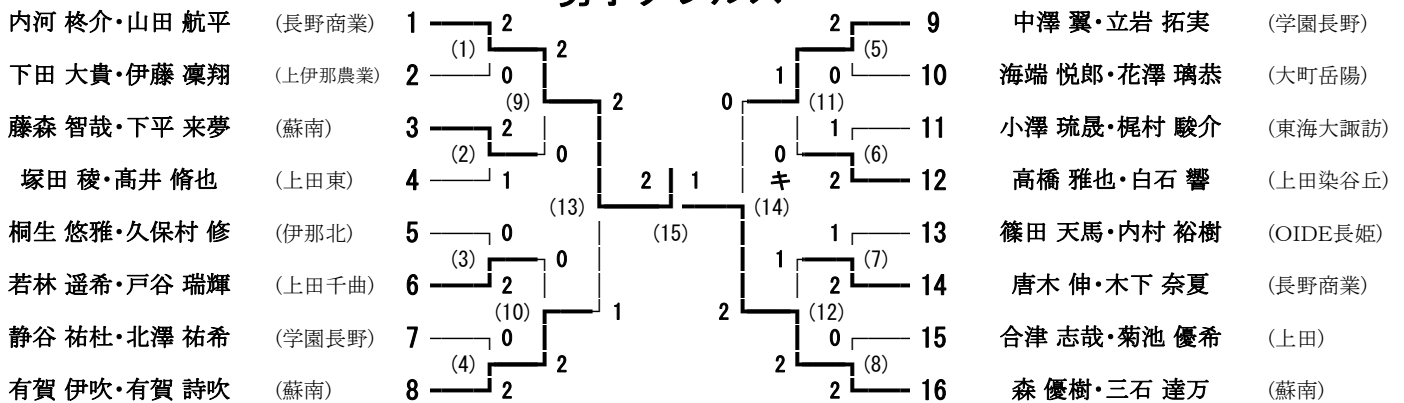 男子ダブルス
内河 柊介・山田 航平 (長野商業) 1 2 2 9 中澤 翼・立岩 拓実 (学園長野)
(1) 2 (5)
下田 大貴・伊藤 凜翔 (上伊那農業) 2 0 1 0 10 海端 悦郎・花澤 璃恭 (大町岳陽)
(9) 2 0 (11)
藤森 智哉・下平 来夢 (蘇南) 3 2 1 11 小澤 琉晟・梶村 駿介 (東海大諏訪)
(2) 0 0 (6)
塚田 稜・髙井 脩也 (上田東) 4 1 2 1 キ 2 12 高橋 雅也・白石 響 (上田染谷丘)
(13) (14)
桐生 悠雅・久保村 修 (伊那北) 5 0 (15) 1 13 篠田 天馬・内村 裕樹 (OIDE長姫)
(3) 0 1 (7)
若林 遥希・戸谷 瑞輝 (上田千曲) 6 2 2 14 唐木 伸・木下 奈夏 (長野商業)
(10) 1 2 (12)
静谷 祐杜・北澤 祐希 (学園長野) 7 0 0 15 合津 志哉・菊池 優希 (上田)
(4) 2 2 (8)
有賀 伊吹・有賀 詩吹 (蘇南) 8 2 2 16 森 優樹・三石 達万 (蘇南)